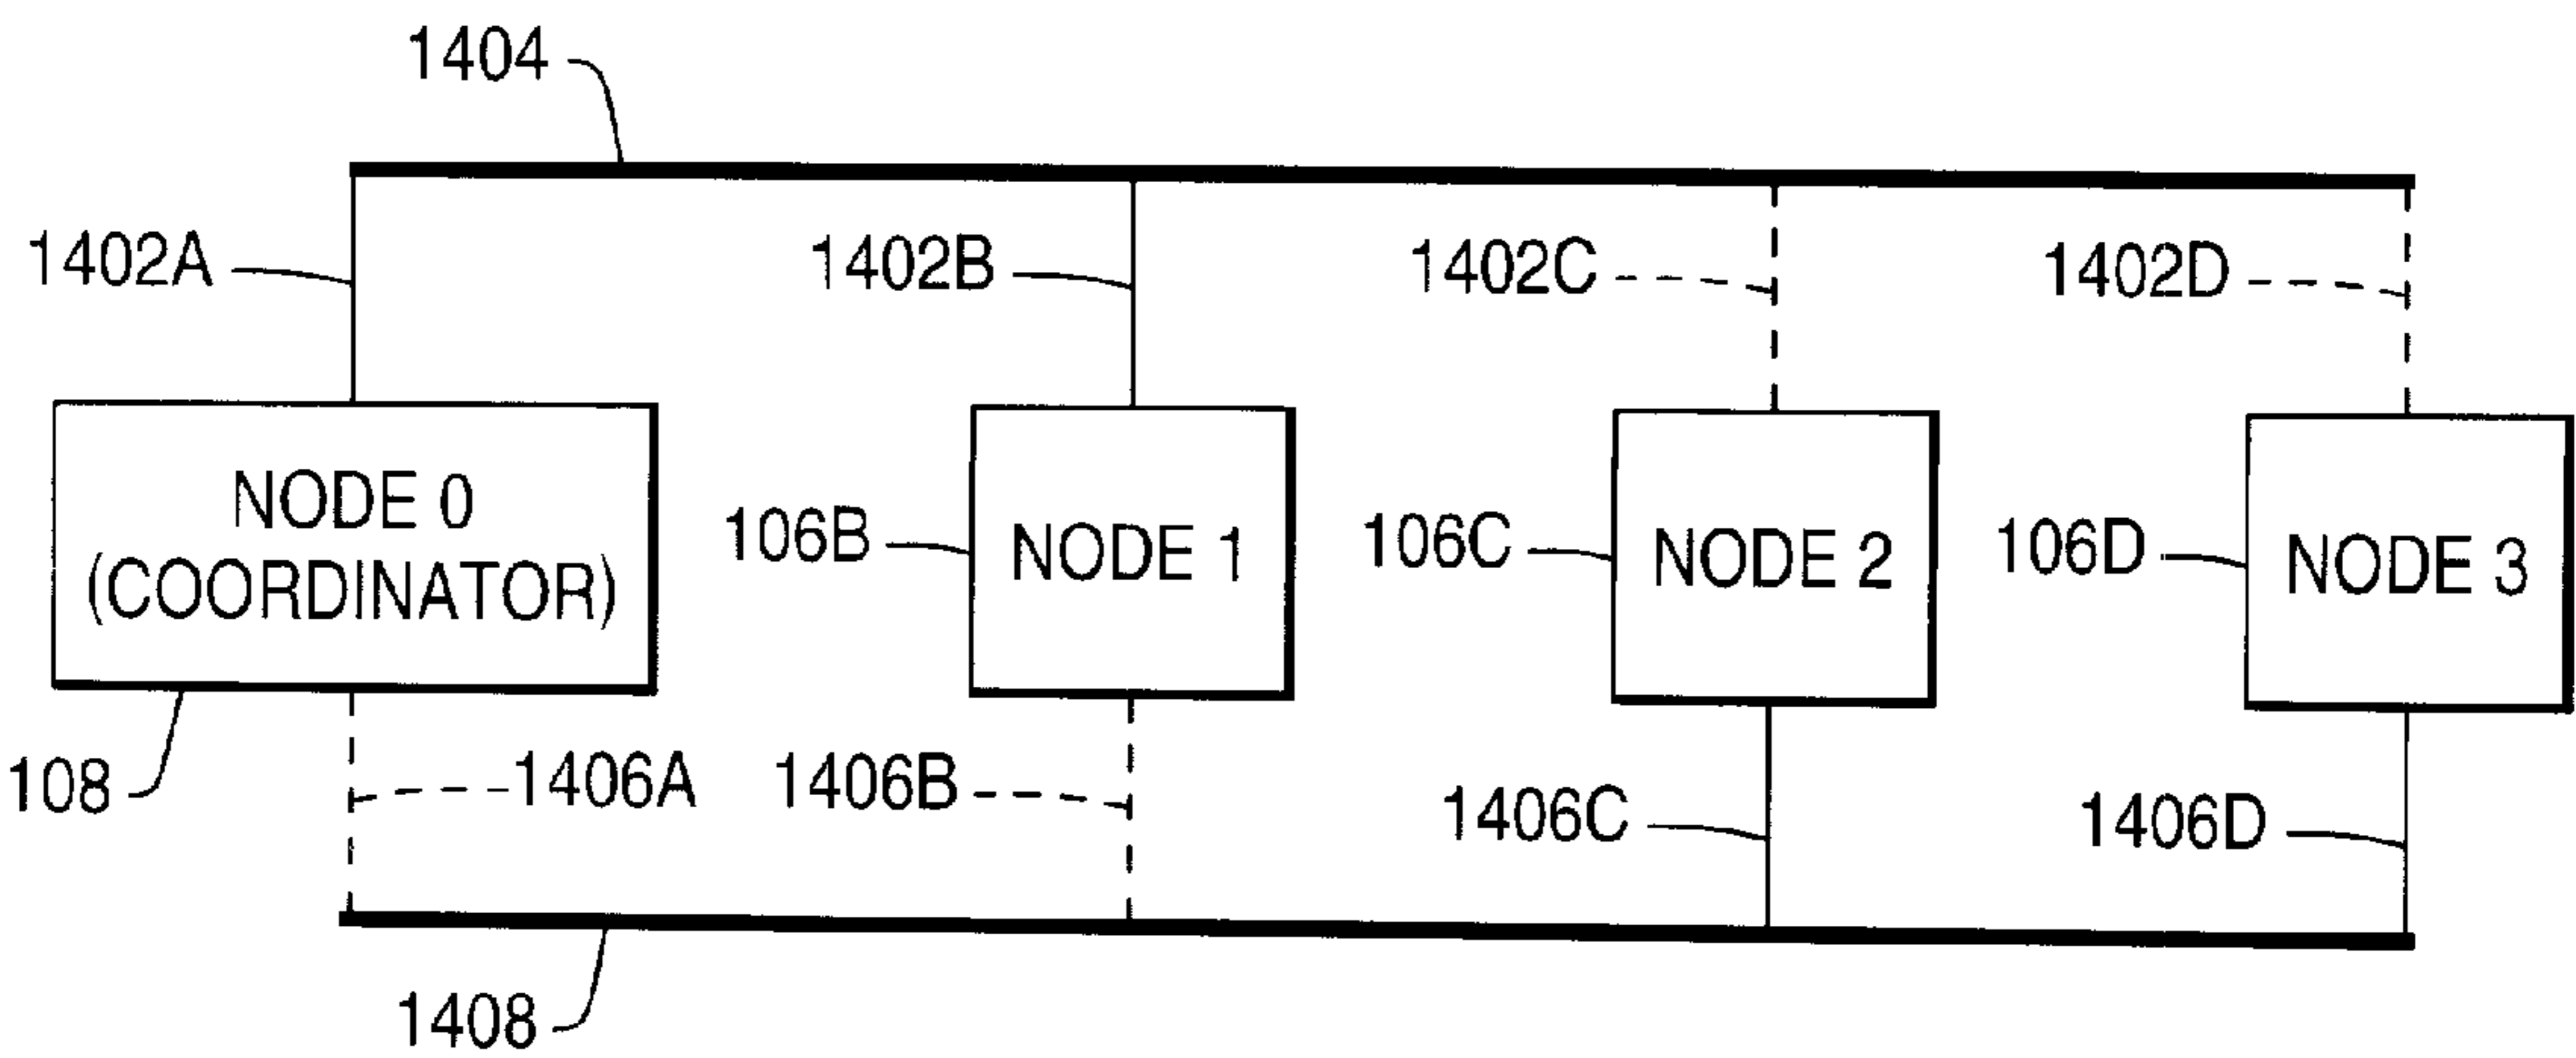 1404
1402A
1402B
1402C
1402D
NODE 0
(COORDINATOR)
106B
NODE 1
106C
NODE 2
106D
NODE 3
108
1406A
1406B
1406C
1406D
1408